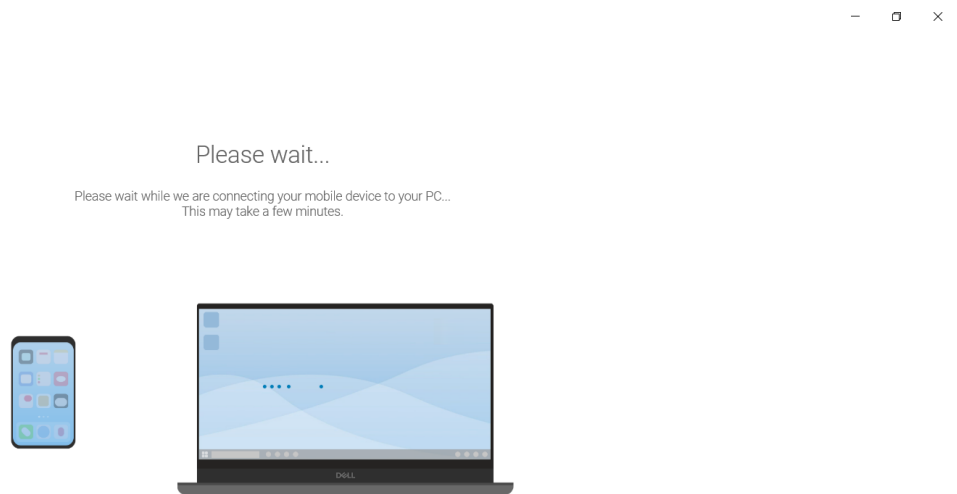 Please wait...
Please wait while we are connecting your mobile device to your PC...
This may take a few minutes.
DELL